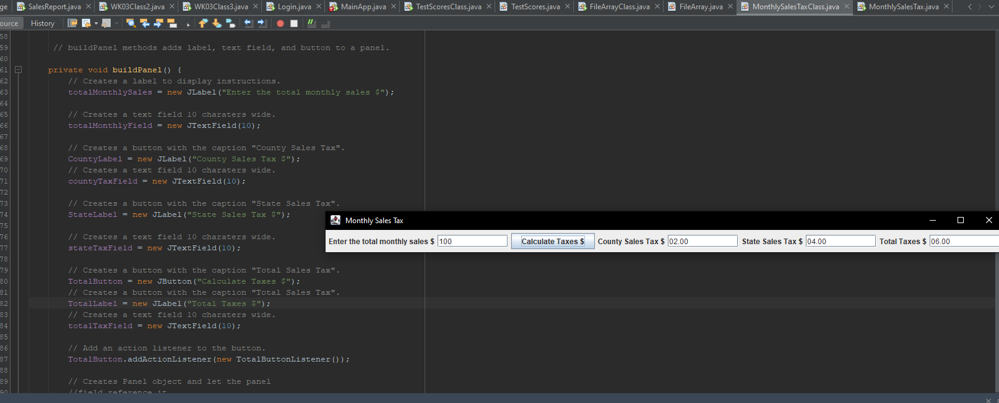 ge SalesReport.java WK03Class2.java WK03Class3.java Login.java MainApp.java TestScoresClass.java TestScores.java FileArrayClass.java FileArray.java MonthlySalesTaxClass.java MonthlySalesTax.java
ource History
58
59 // buildPanel methods adds label, text field, and button to a panel.
60
61 private void buildPanel() {
62 // Creates a label to display instructions.
63 totalMonthlySales = new JLabel("Enter the total monthly sales $");
64
65 // Creates a text field 10 charaters wide.
66 totalMonthlyField = new JTextField(10);
67
68 // Creates a button with the caption "County Sales Tax".
69 CountyLabel = new JLabel("County Sales Tax $");
70 // Creates a text field 10 charaters wide.
71 countyTaxField = new JTextField(10);
72
73 // Creates a button with the caption "State Sales Tax".
74 StateLabel = new JLabel("State Sales Tax $");
75
76 // Creates a text field 10 charaters wide.
77 stateTaxField = new JTextField(10);
78
79 // Creates a button with the caption "Total Sales Tax".
80 TotalButton = new JButton("Calculate Taxes $");
81 // Creates a button with the caption "Total Sales Tax".
82 TotalLabel = new JLabel("Total Taxes $");
83 // Creates a text field 10 charaters wide.
84 totalTaxField = new JTextField(10);
85
86 // Add an action listener to the button.
87 TotalButton.addActionListener(new TotalButtonListener());
88
89 // Creates Panel object and let the panel
90 //field reference it
Monthly Sales Tax
Enter the total monthly sales $ 100 Calculate Taxes $ County Sales Tax $ 02.00 State Sales Tax $ 04.00 Total Taxes $ 06.00